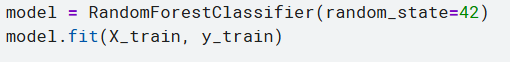 model = RandomForestClassifier(random_state=42)
model.fit(X_train, y_train)